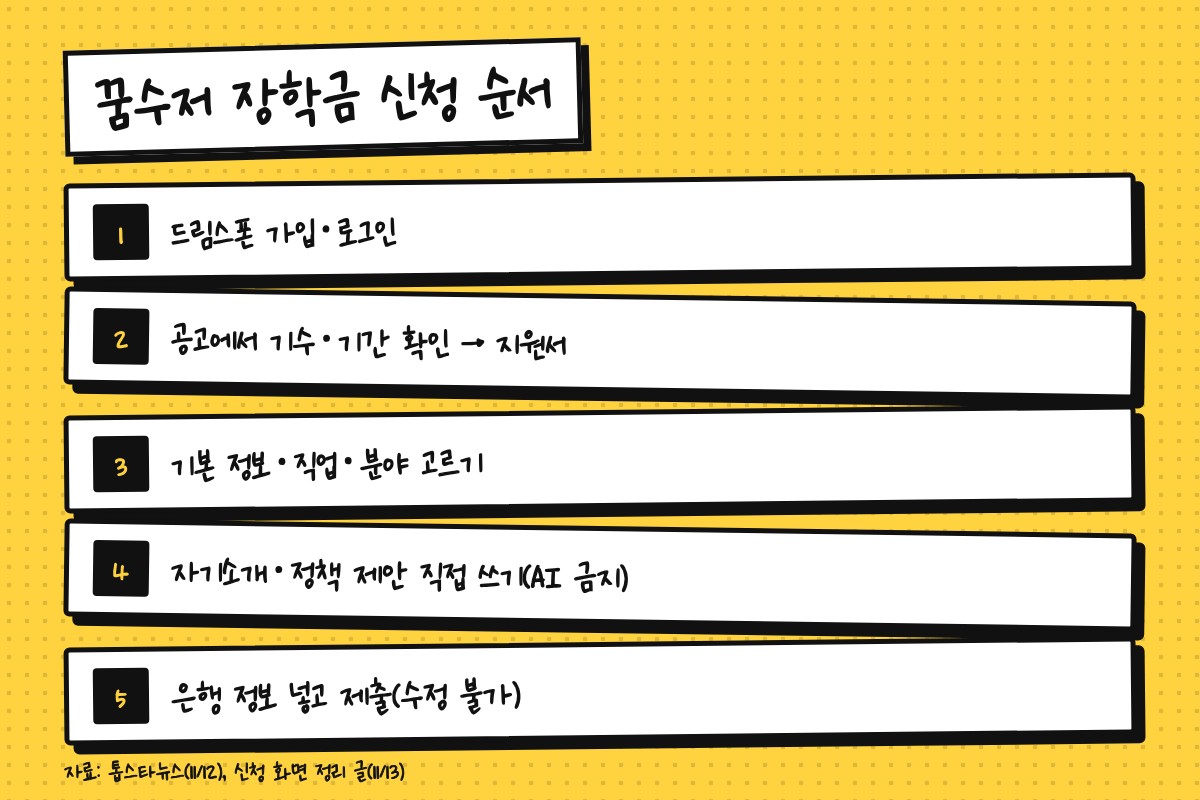 꿈수저 장학금 신청 순서
1 드림스폰 가입·로그인
2 공고에서 기수·기간 확인 → 지원서
3 기본 정보·직업·분야 고르기
4 자기소개·정책 제안 직접 쓰기(AI 금지)
5 은행 정보 넣고 제출(수정 불가)
자료: 톱스타뉴스(11/12), 신청 화면 정리 글(11/13)